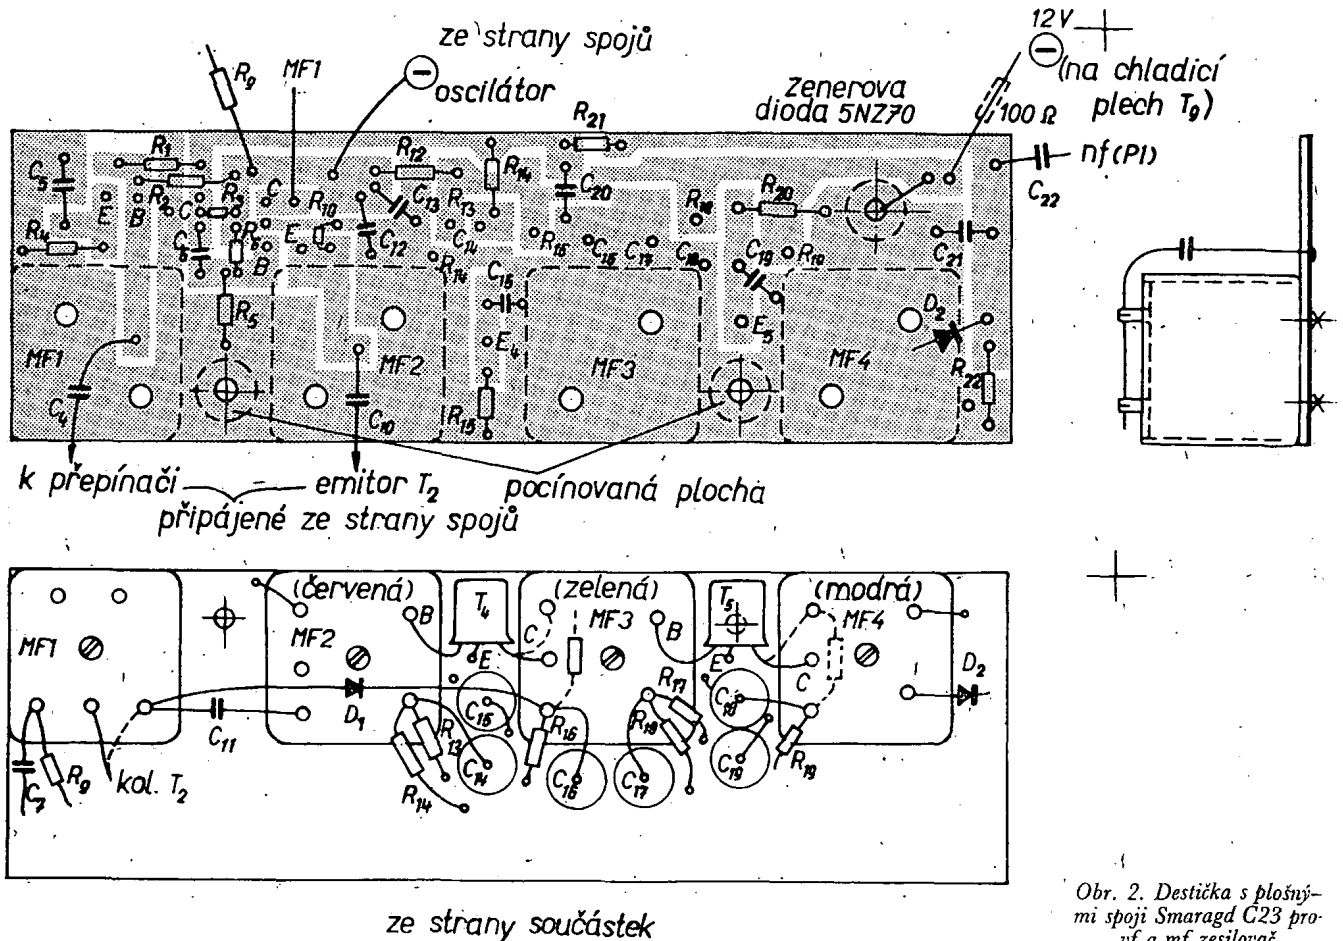 ze strany spojů
R9
MF1
⊖ oscilátor
12V
⊖ (na chladicí
plech T9)
100 Ω
zenerova
dioda 5NZ70
R21
nf(P1)
C22
C5
R1
R2
R3
C
E
B
C
R4
C6
R6
B
R10
E
R12
C13
C12
R13
C14
R14
R14
C20
R16
C16
C17
R18
R20
C18
C19
R19
C21
MF1
R5
MF2
C15
E4
MF3
E5
MF4
D2
R22
C4
C10
R15
k přepínači
emitor T2
pocínovaná plocha
připájené ze strany spojů
(červená)
T4
(zelená)
T5
(modrá)
MF1
MF2
B
E
C
MF3
B
E
C
MF4
D2
C11
D1
R13
R14
C15
C14
R16
C16
R17
R18
C17
C18
C19
R19
C7
R9
kol. T2
ze strany součástek
Obr. 2. Destička s plošný-
mi spoji Smaragd C23 pro
vf a mf zesilovač